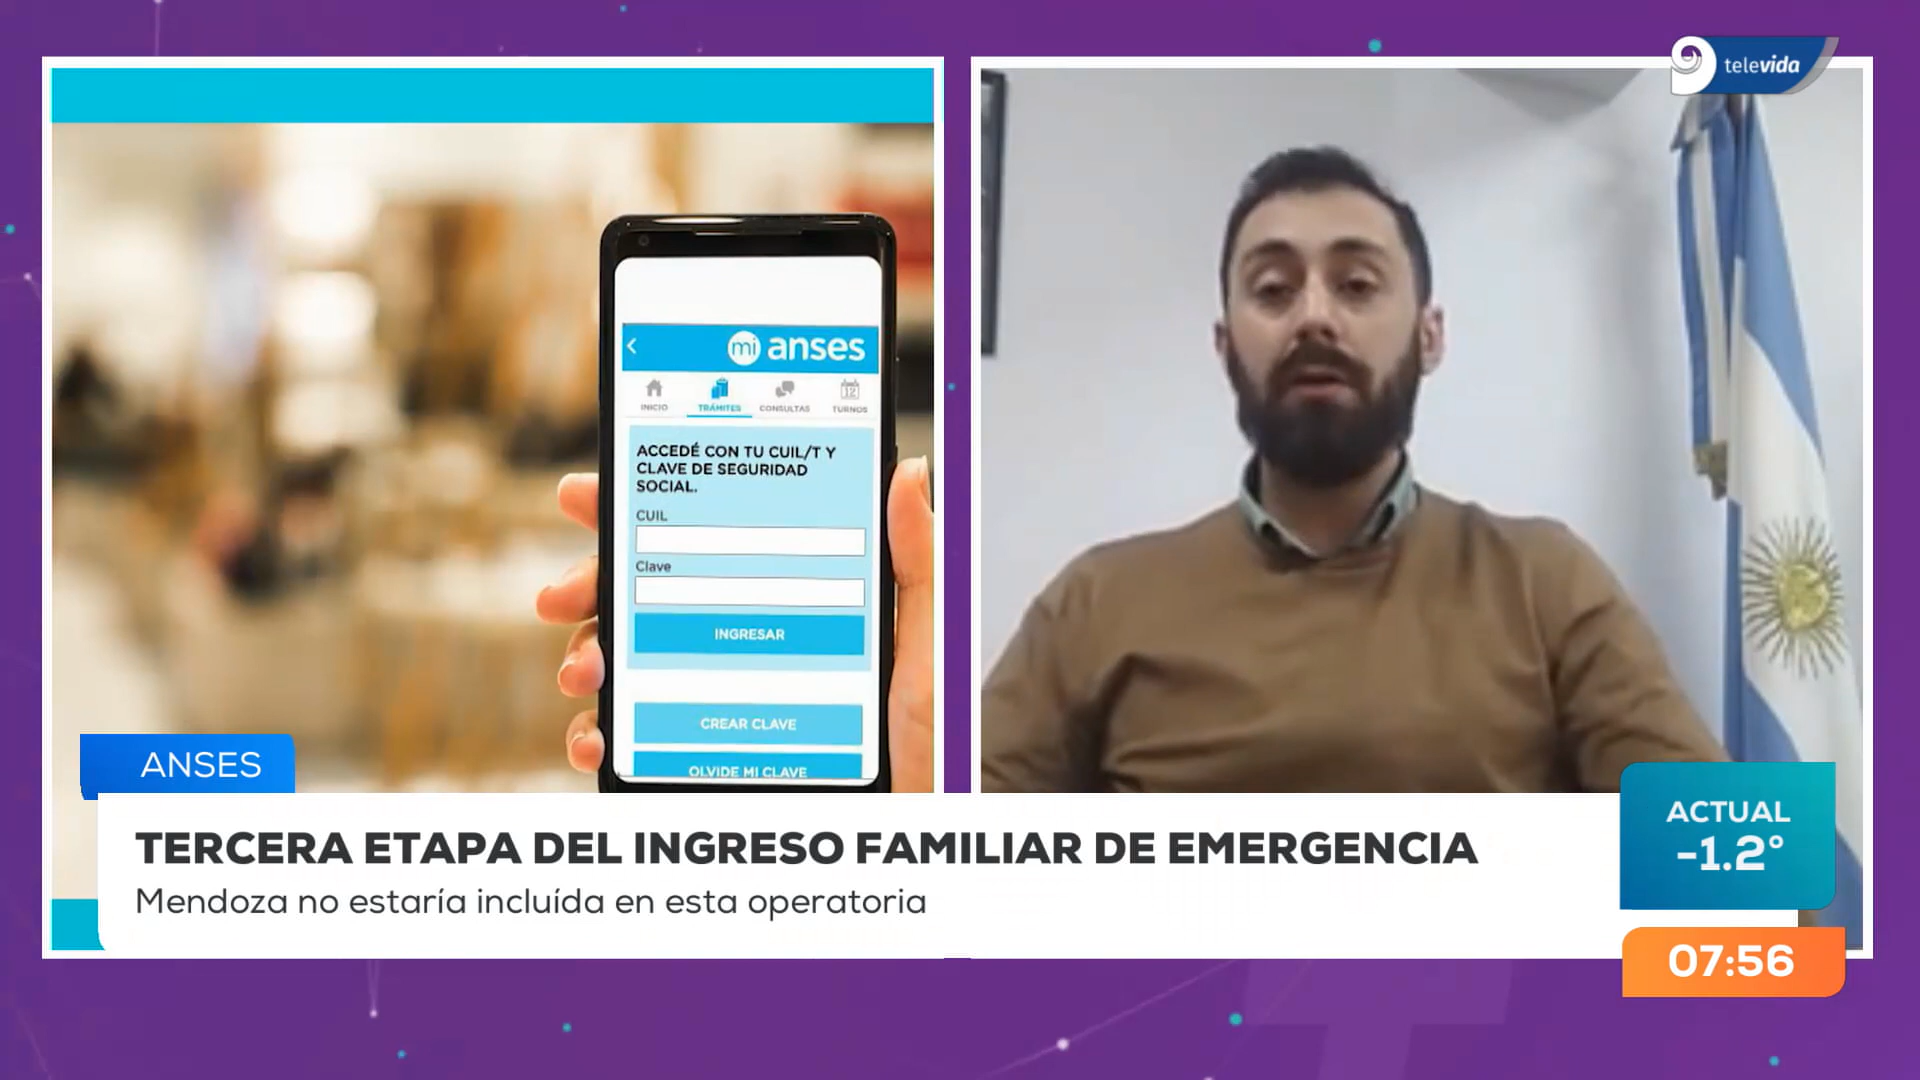 televida
mi anses
INICIO TRÁMITES CONSULTAS TURNOS
12
ACCEDÉ CON TU CUIL/T Y
CLAVE DE SEGURIDAD
SOCIAL.
CUIL
Clave
INGRESAR
CREAR CLAVE
OLVIDE MI CLAVE
ANSES
TERCERA ETAPA DEL INGRESO FAMILIAR DE EMERGENCIA
Mendoza no estaría incluída en esta operatoria
ACTUAL
-1.2°
07:56